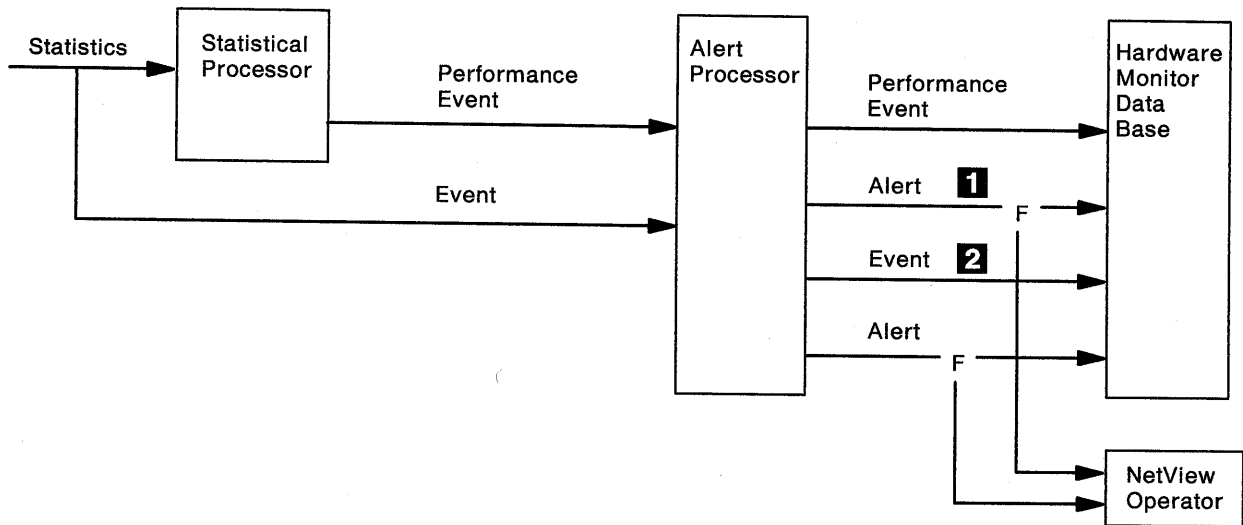 Statistics
Statistical
Processor
Performance
Event
Event
Alert
Processor
Performance
Event
Alert 1
F
Event 2
Alert
F
Hardware
Monitor
Data
Base
NetView
Operator